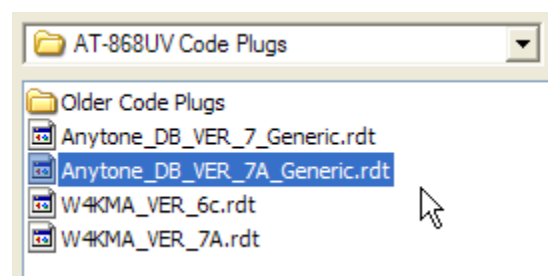 AT-868UV Code Plugs
Older Code Plugs
Anytone_DB_VER_7_Generic.rdt
Anytone_DB_VER_7A_Generic.rdt
W4KMA_VER_6c.rdt
W4KMA_VER_7A.rdt